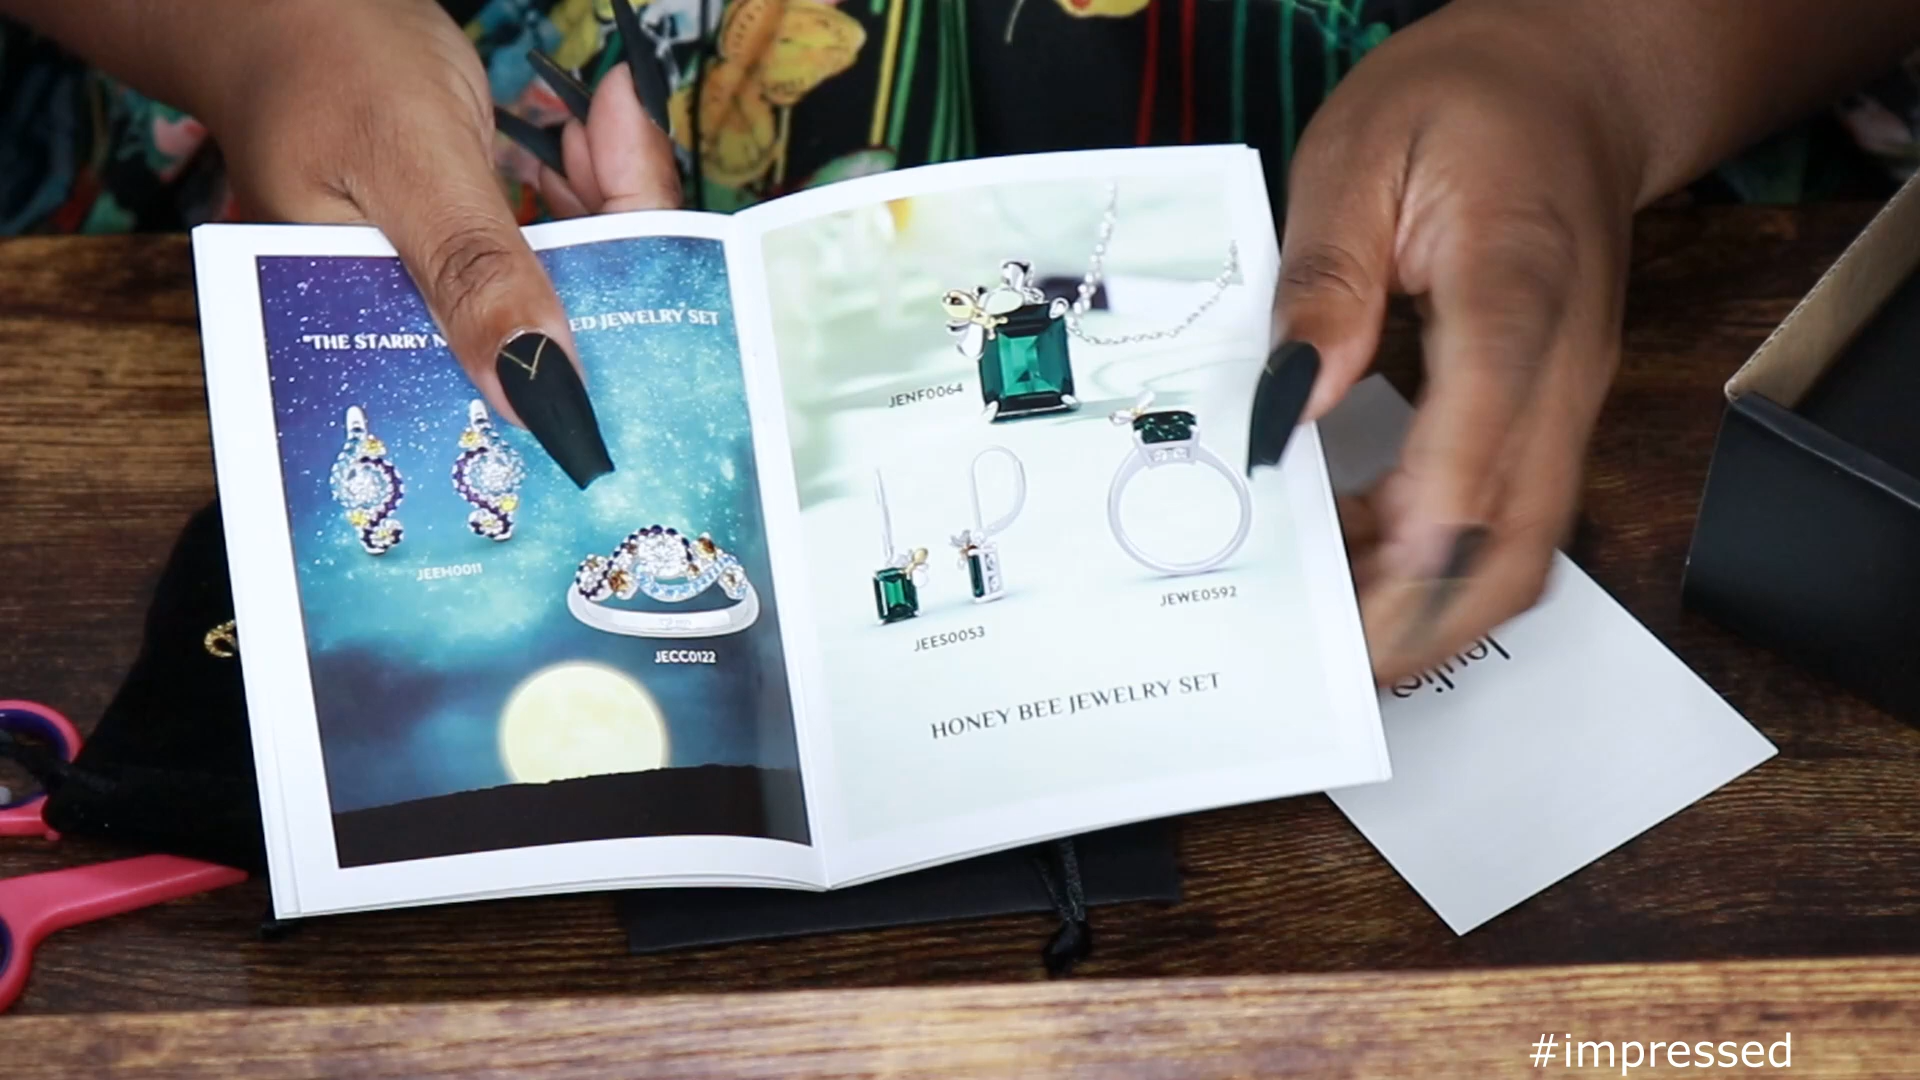 "THE STARRY
ED JEWELRY SET
JEEH0011
JECC0122
JENF0064
JEES0053
JEWE0592
HONEY BEE JEWELRY SET
#impressed